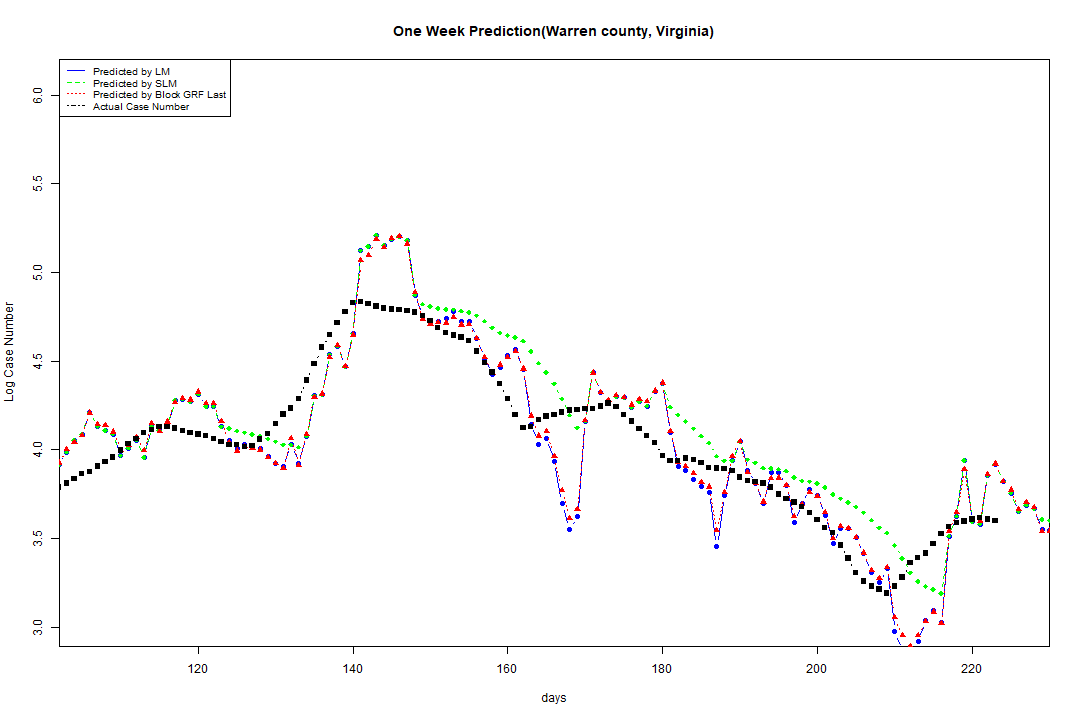 One Week Prediction(Warren county, Virginia)
Predicted by LM
Predicted by SLM
Predicted by Block GRF Last
Actual Case Number
6.0
5.5
5.0
4.5
4.0
3.5
3.0
Log Case Number
120 140 160 180 200 220
days